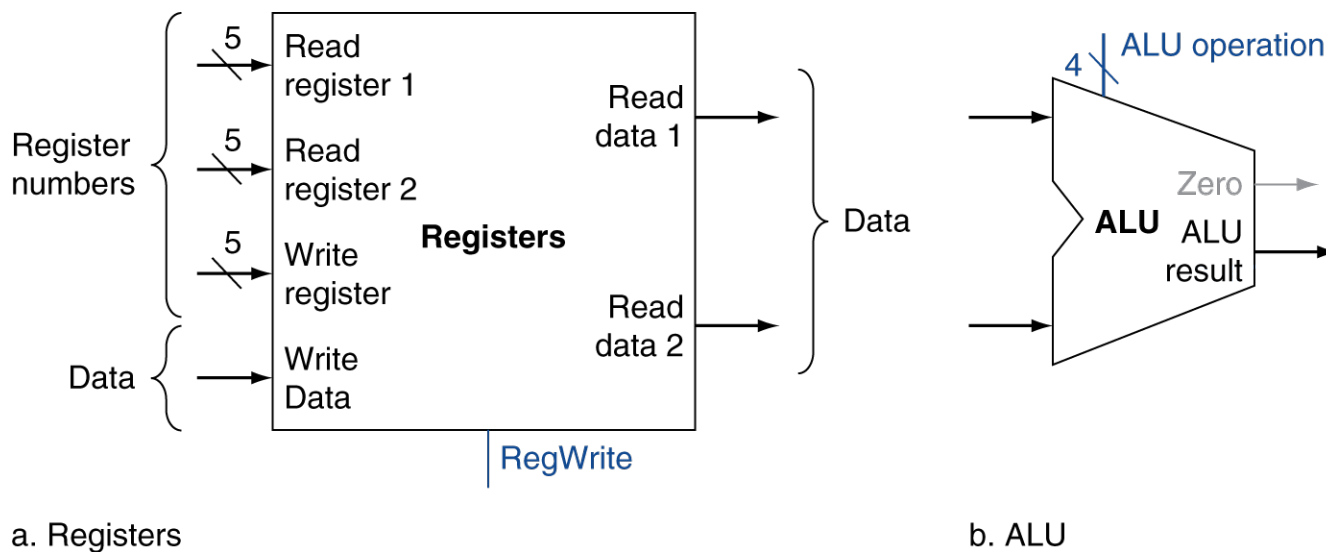 5
Read
register 1
5
Read
register 2
Register
numbers
5
Write
register
Data
Write
Data
Registers
Read
data 1
Read
data 2
Data
RegWrite
a. Registers
4
ALU operation
Zero
ALU
ALU
result
b. ALU